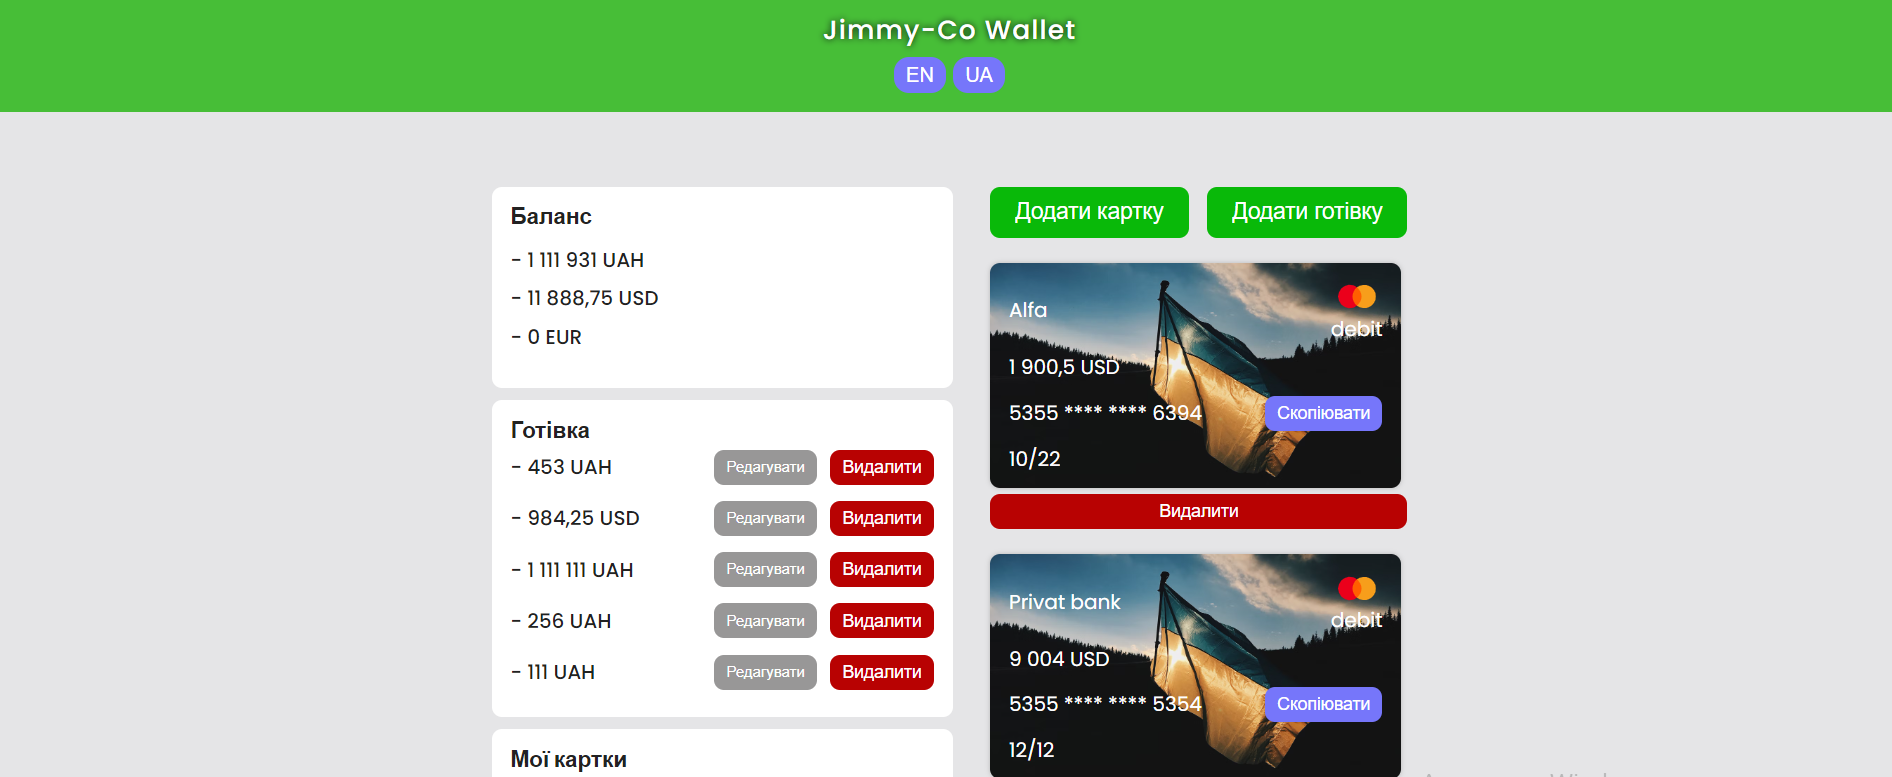 Jimmy-Co Wallet
EN UA
Баланс
- 1 111 931 UAH
- 11 888,75 USD
- 0 EUR
Готівка
- 453 UAH Редагувати Видалити
- 984,25 USD Редагувати Видалити
- 1 111 111 UAH Редагувати Видалити
- 256 UAH Редагувати Видалити
- 111 UAH Редагувати Видалити
Мої картки
Додати картку Додати готівку
Alfa
debit
1 900,5 USD
5355 **** **** 6394 Скопіювати
10/22
Видалити
Privat bank
debit
9 004 USD
5355 **** **** 5354 Скопіювати
12/12